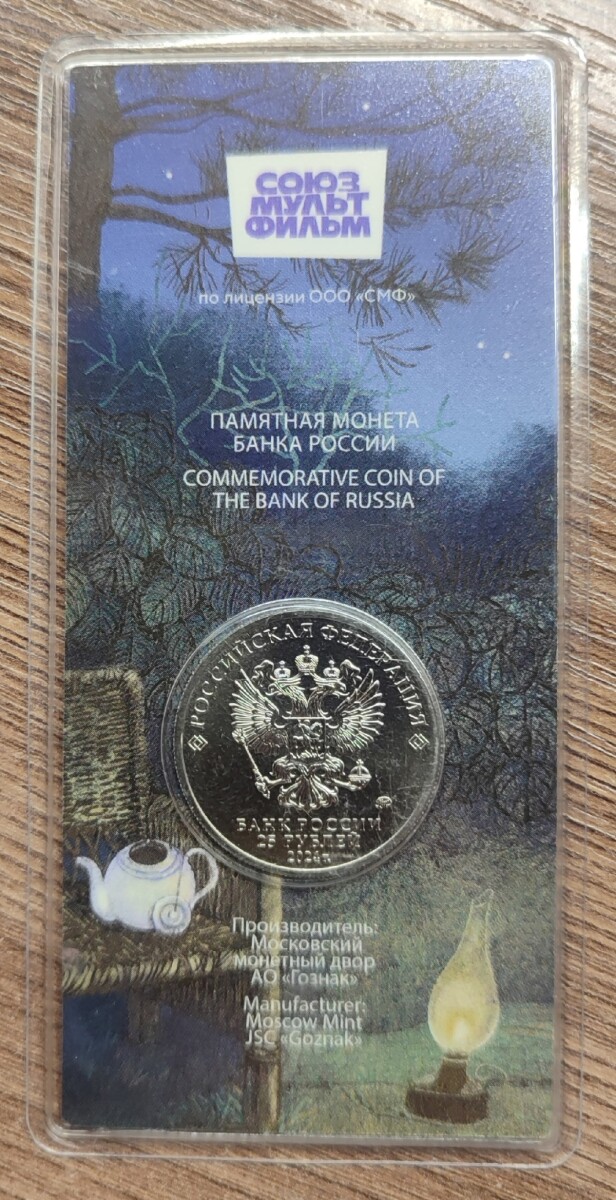 СОЮЗ
МУЛЬТ
ФИЛЬМ
по лицензии ООО «СМФ»
ПАМЯТНАЯ МОНЕТА
БАНКА РОССИИ
COMMEMORATIVE COIN OF
THE BANK OF RUSSIA
РОССИЙСКАЯ ФЕДЕРАЦИЯ
БАНК РОССИИ
25 РУБЛЕЙ
2024 г.
Производитель:
Московский
монетный двор
АО «Гознак»
Manufacturer:
Moscow Mint
JSC «Goznak»